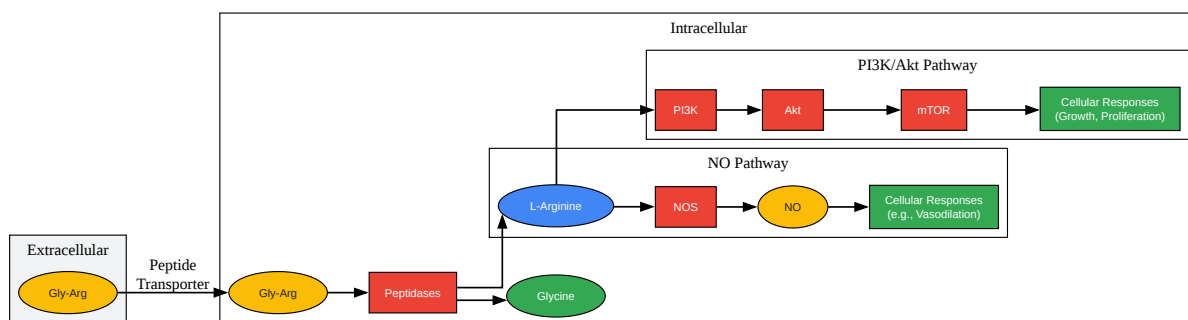 Intracellular
PI3K/Akt Pathway
PI3K
Akt
mTOR
Cellular Responses
(Growth, Proliferation)
NO Pathway
L-Arginine
NOS
NO
Cellular Responses
(e.g., Vasodilation)
Extracellular
Gly-Arg
Peptide
Transporter
Gly-Arg
Peptidases
Glycine